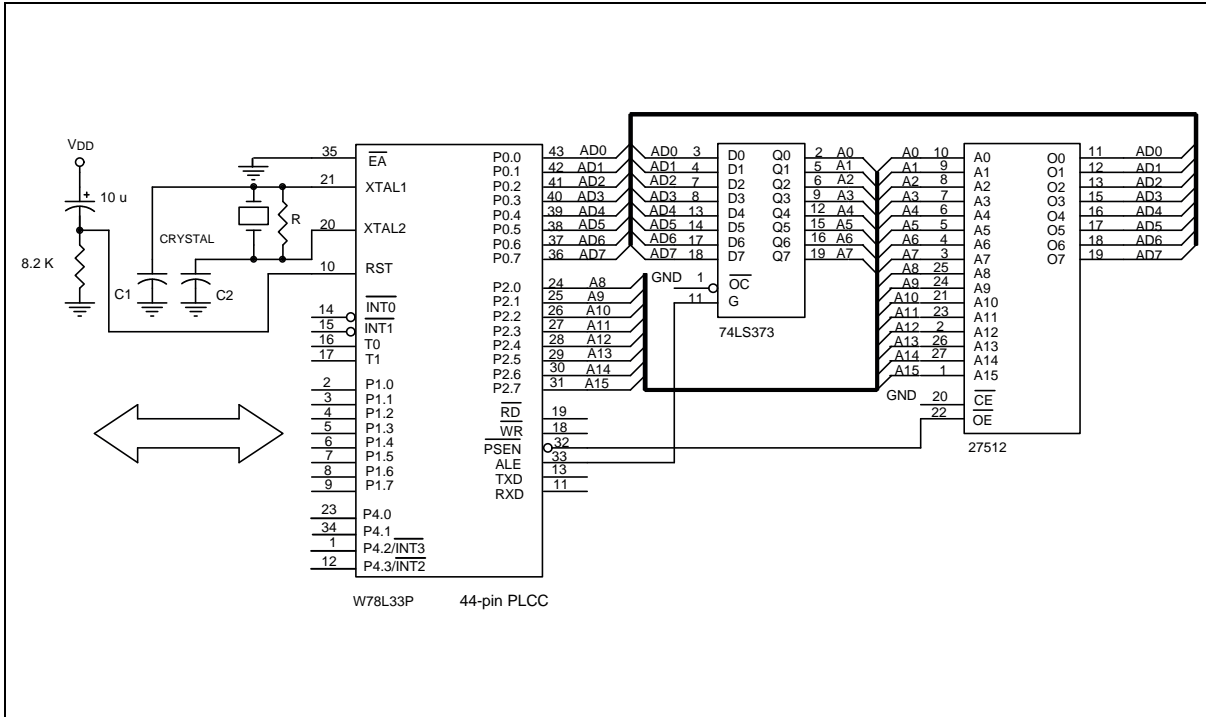 VDD
10 u
8.2 K
C1
CRYSTAL
C2
R
35 EA
21 XTAL1
20 XTAL2
10 RST
14 INT0
15 INT1
16 T0
17 T1
2 P1.0
3 P1.1
4 P1.2
5 P1.3
6 P1.4
7 P1.5
8 P1.6
9 P1.7
23 P4.0
34 P4.1
1 P4.2/INT3
12 P4.3/INT2
P0.0 43 AD0
P0.1 42 AD1
P0.2 41 AD2
P0.3 40 AD3
P0.4 39 AD4
P0.5 38 AD5
P0.6 37 AD6
P0.7 36 AD7
P2.0 24 A8
P2.1 25 A9
P2.2 26 A10
P2.3 27 A11
P2.4 28 A12
P2.5 29 A13
P2.6 30 A14
P2.7 31 A15
RD 19
WR 18
PSEN 32
ALE 33
TXD 13
RXD 11
W78L33P 44-pin PLCC
AD0 3 D0 Q0 2 A0
AD1 4 D1 Q1 5 A1
AD2 7 D2 Q2 6 A2
AD3 8 D3 Q3 9 A3
AD4 13 D4 Q4 12 A4
AD5 14 D5 Q5 15 A5
AD6 17 D6 Q6 16 A6
AD7 18 D7 Q7 19 A7
GND 1 OC
11 G
74LS373
A0 10 A0 O0 11 AD0
A1 9 A1 O1 12 AD1
A2 8 A2 O2 13 AD2
A3 7 A3 O3 15 AD3
A4 6 A4 O4 16 AD4
A5 5 A5 O5 17 AD5
A6 4 A6 O6 18 AD6
A7 3 A7 O7 19 AD7
A8 25 A8
A9 24 A9
A10 21 A10
A11 23 A11
A12 2 A12
A13 26 A13
A14 27 A14
A15 1 A15
GND 20 CE
22 OE
27512